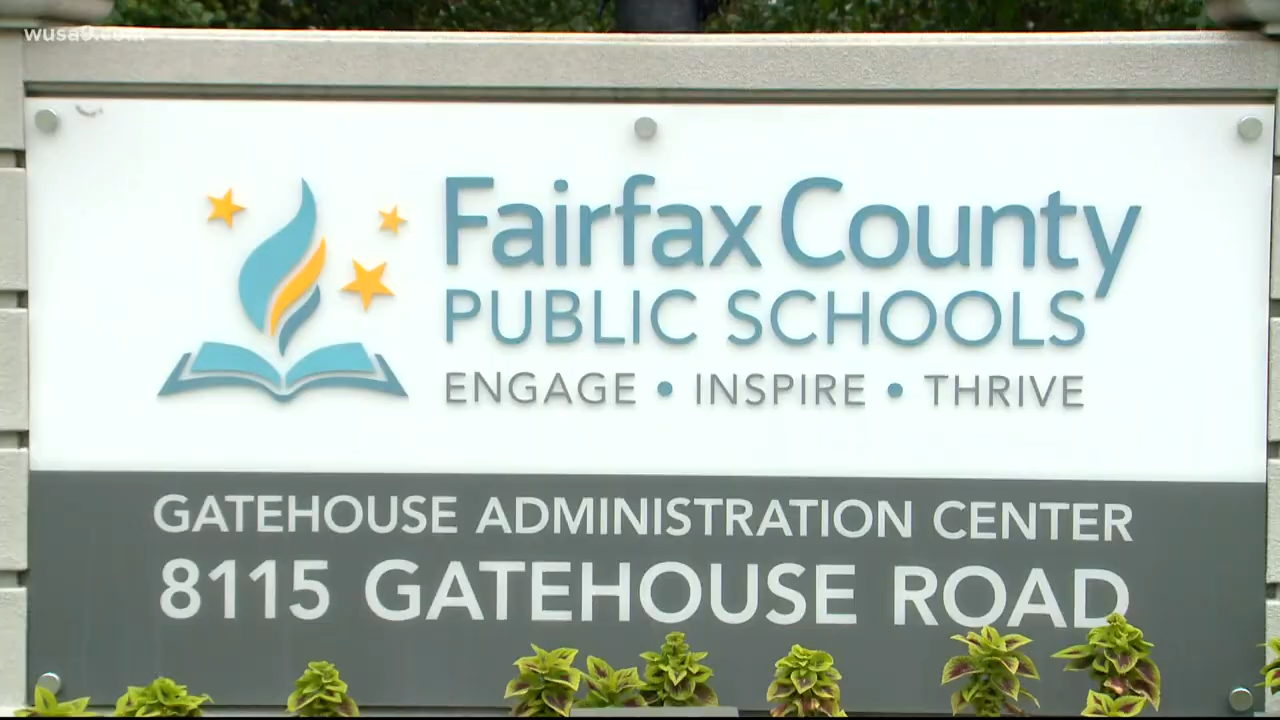 wusa9.com
Fairfax County
PUBLIC SCHOOLS
ENGAGE • INSPIRE • THRIVE
GATEHOUSE ADMINISTRATION CENTER
8115 GATEHOUSE ROAD